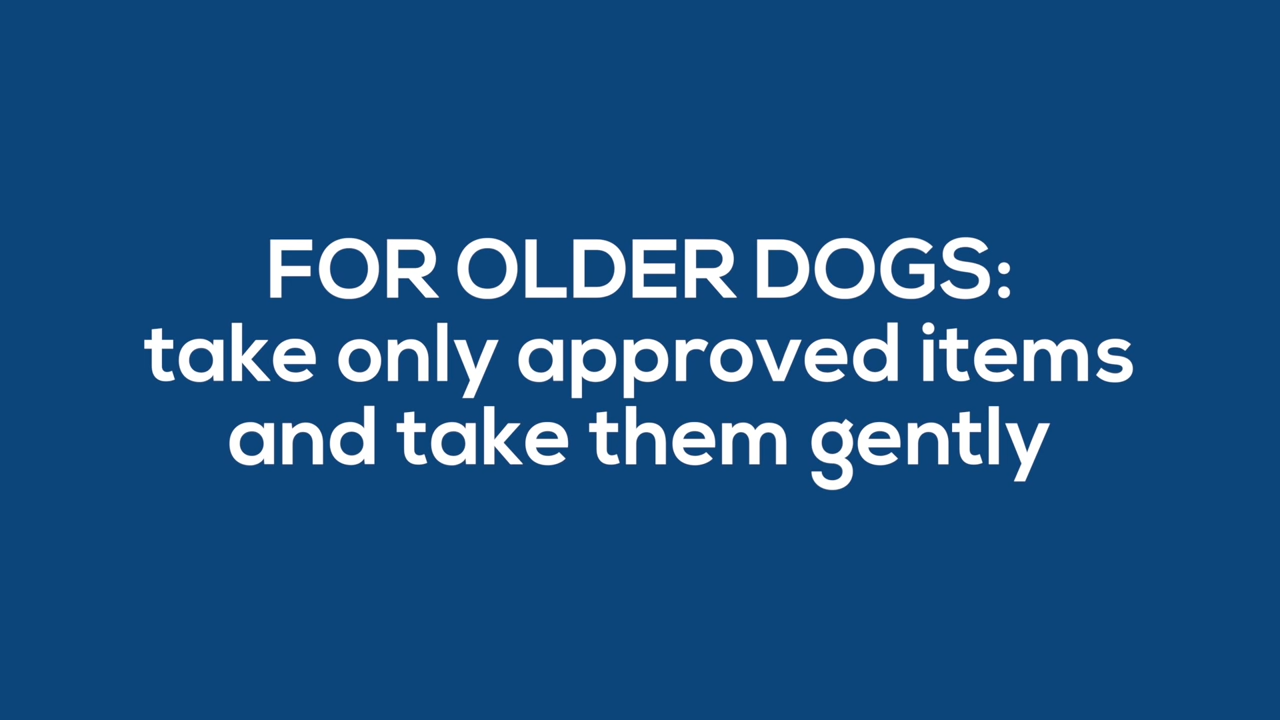 FOR OLDER DOGS:
take only approved items
and take them gently